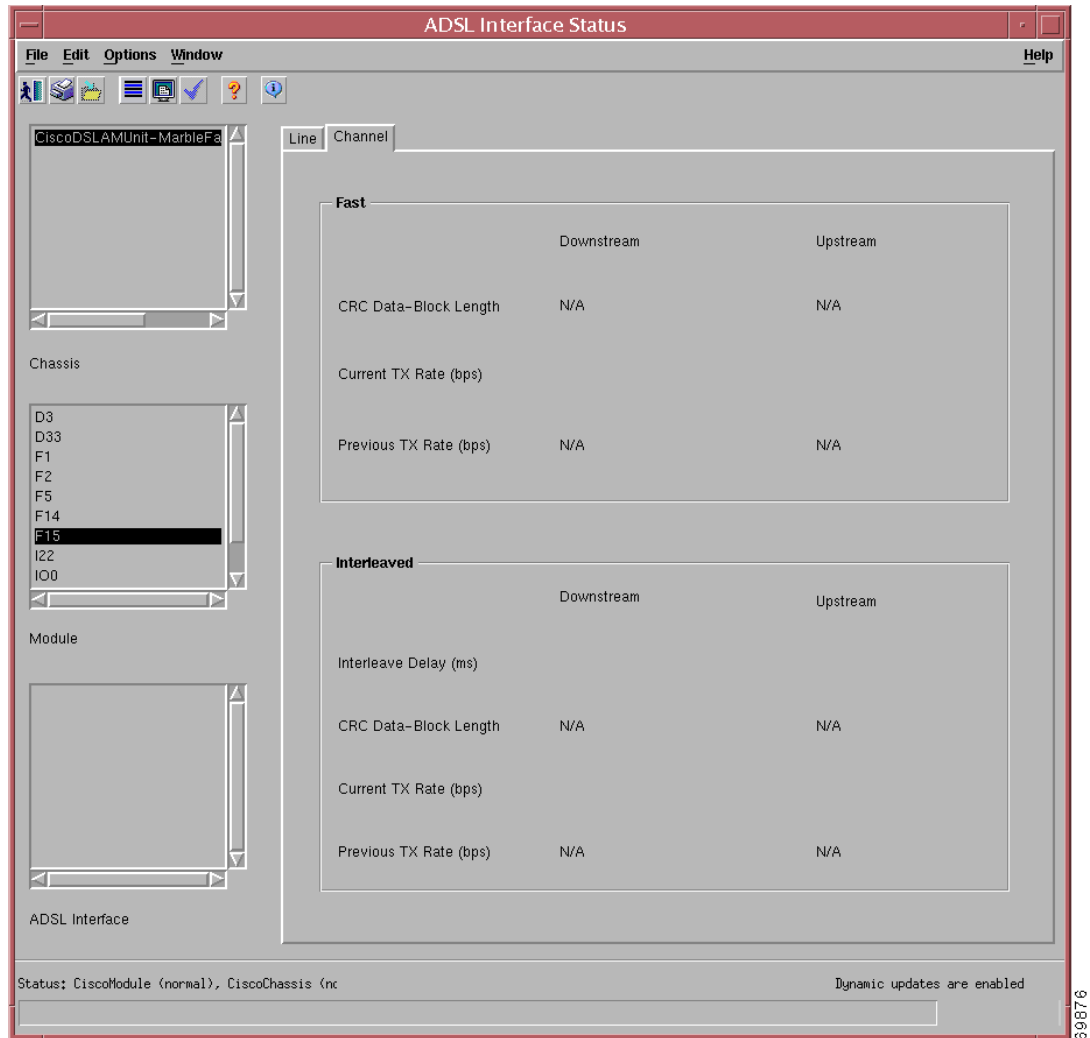 ADSL Interface Status
File Edit Options Window Help
CiscoDSLAMUnit-MarbleFa
Chassis
D3
D33
F1
F2
F5
F14
F15
I22
IO0
Module
ADSL Interface
Line Channel
Fast
Downstream Upstream
CRC Data-Block Length N/A N/A
Current TX Rate (bps)
Previous TX Rate (bps) N/A N/A
Interleaved
Downstream Upstream
Interleave Delay (ms)
CRC Data-Block Length N/A N/A
Current TX Rate (bps)
Previous TX Rate (bps) N/A N/A
Status: CiscoModule (normal), CiscoChassis (no
Dynamic updates are enabled
69876